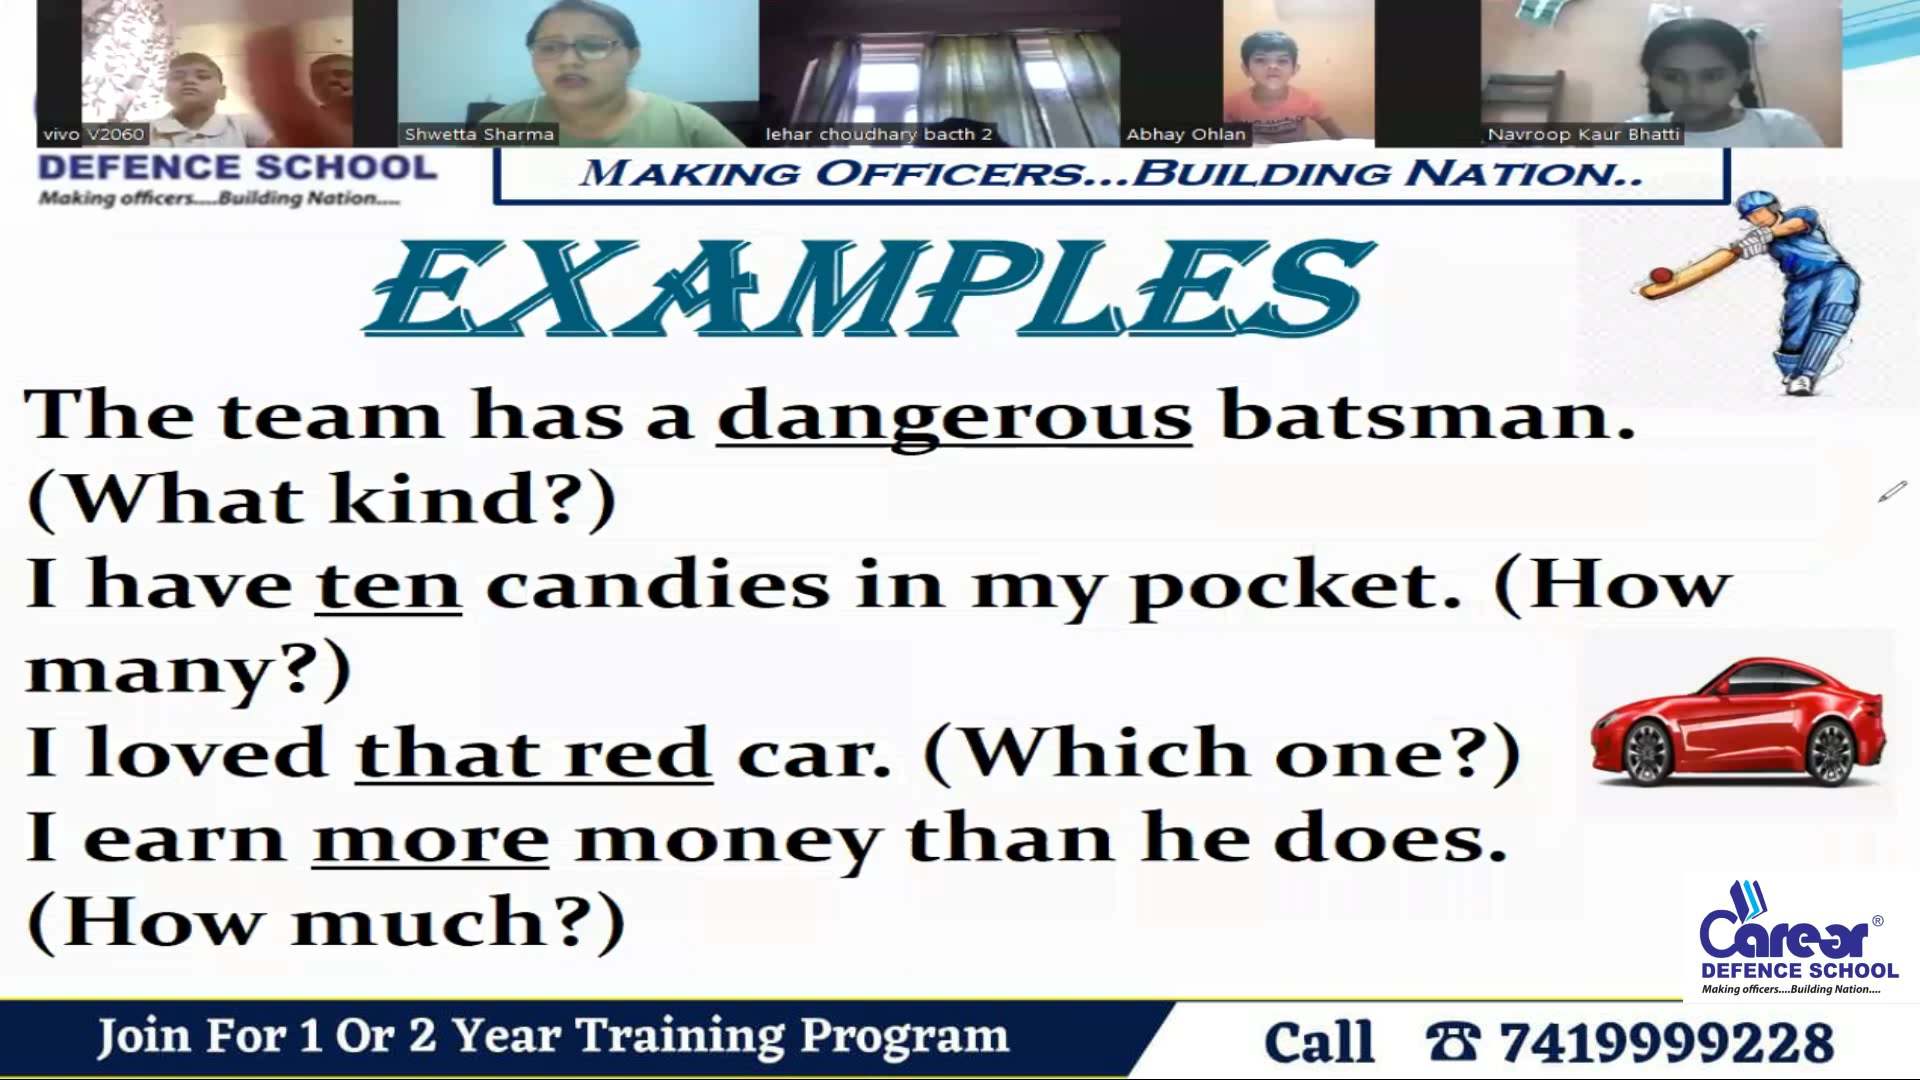 vivo V2060
Shwetta Sharma
lehar choudhary bacth 2
Abhay Ohlan
Navroop Kaur Bhatti
DEFENCE SCHOOL
Making officers....Building Nation....
MAKING OFFICERS...BUILDING NATION..
EXAMPLES
The team has a dangerous batsman.
(What kind?)
I have ten candies in my pocket. (How
many?)
I loved that red car. (Which one?)
I earn more money than he does.
(How much?)
Carear®
DEFENCE SCHOOL
Making officers....Building Nation....
Join For 1 Or 2 Year Training Program
Call ☎ 7419999228